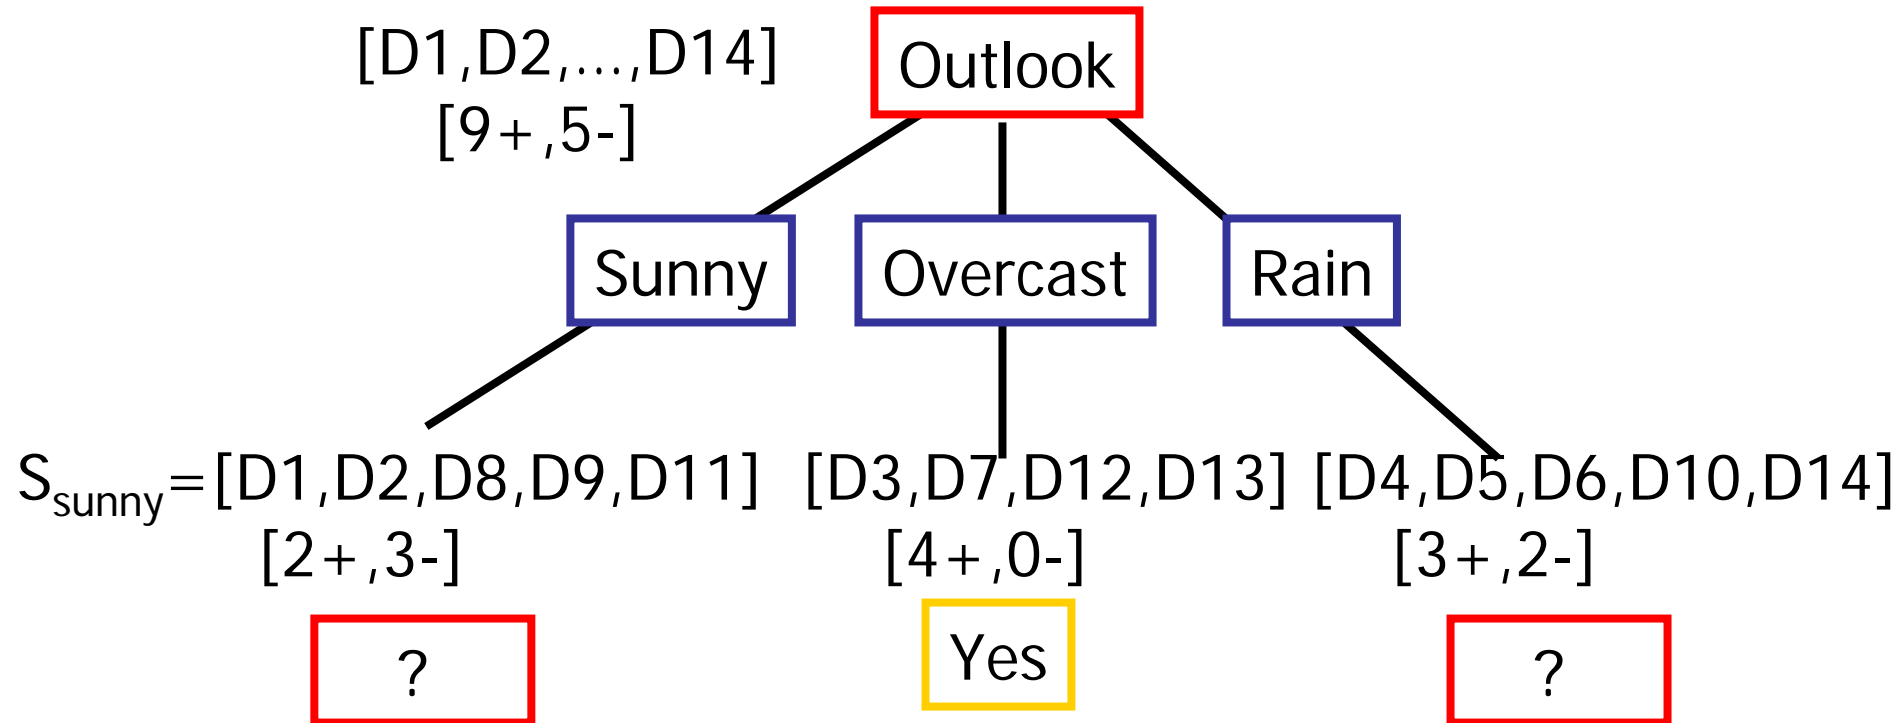 [D1,D2,...,D14]
Outlook
[9+,5-]
Sunny
Overcast
Rain
Ssunny=[D1,D2,D8,D9,D11]
[D3,D7,D12,D13]
[D4,D5,D6,D10,D14]
[2+,3-]
[4+,0-]
[3+,2-]
?
Yes
?